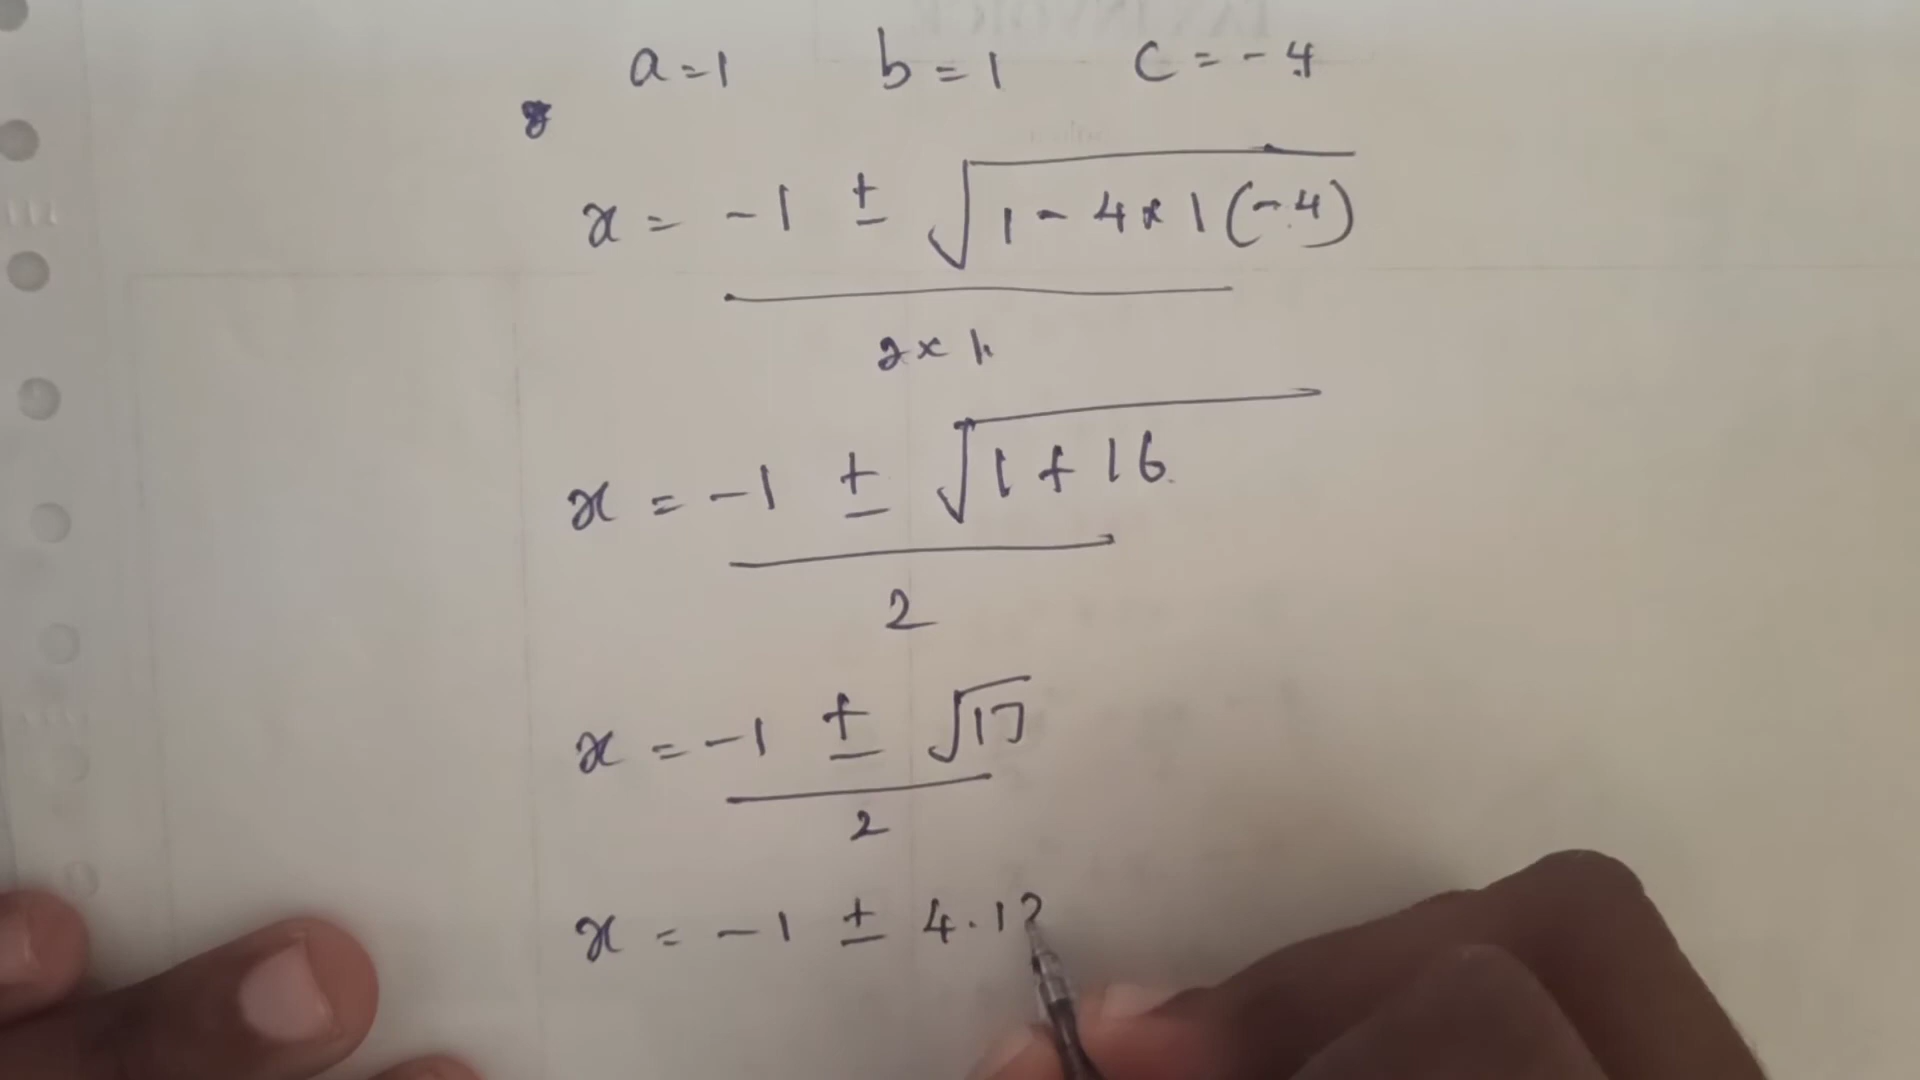 a = 1 b = 1 c = -4
x = -1 ± √1 - 4 × 1 (-4)
2 × 1
x = -1 ± √1 + 16
2
x = -1 ± √17
2
x = -1 ± 4.12